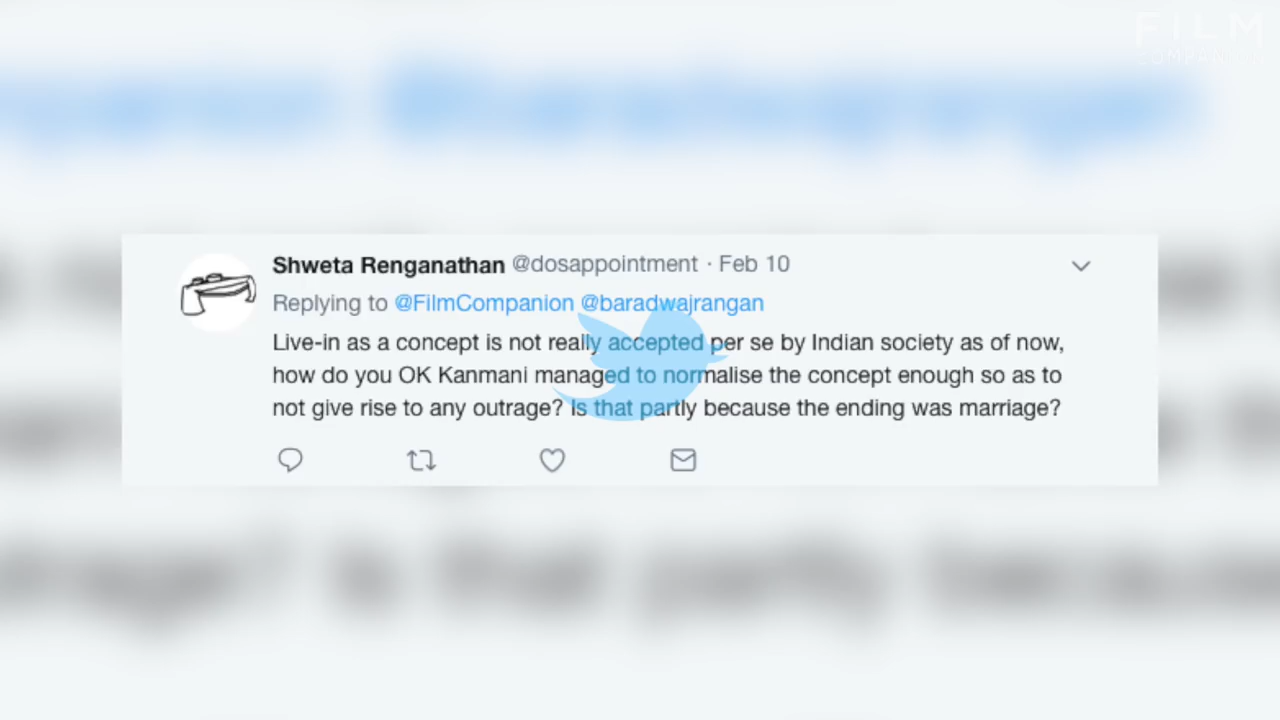 FILM
COMPANION
Shweta Renganathan @dosappointment · Feb 10
Replying to @FilmCompanion @baradwajrangan
Live-in as a concept is not really accepted per se by Indian society as of now,
how do you OK Kanmani managed to normalise the concept enough so as to
not give rise to any outrage? Is that partly because the ending was marriage?